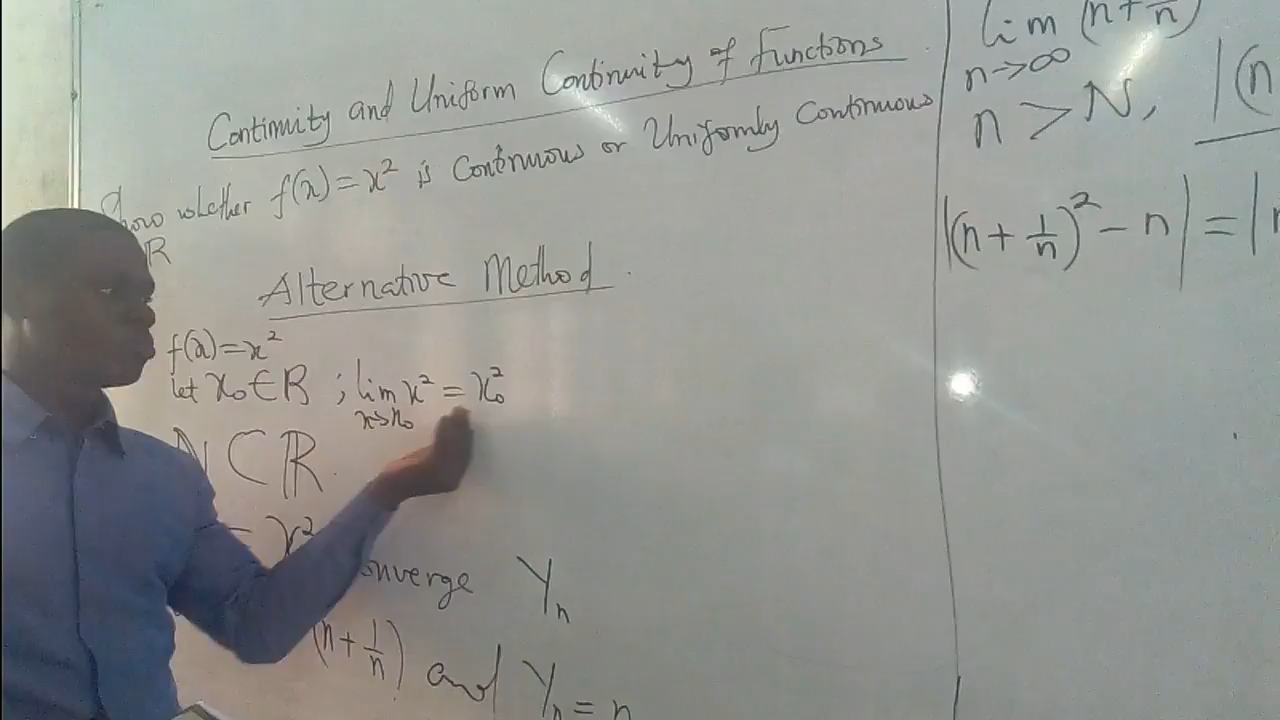 Continuity and Uniform Continuity of Functions
Show whether f(x) = x² is Continuous or Uniformly Continuous
ℝ
Alternative Method
f(x) = x²
let x₀ ∈ ℝ ; lim x² = x₀²
x→x₀
ℕ ⊂ ℝ.
= x²
converge Yₙ
(n + 1/n) and Yₙ = n
lim (n + 1/n)
n→∞
n > N, |(n
|(n + 1/n)² − n| = |n